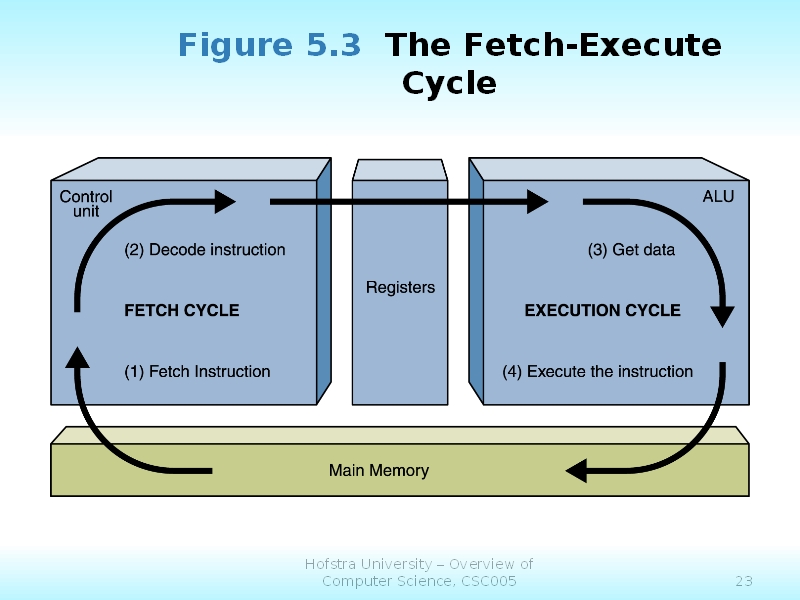 Figure 5.3 The Fetch-Execute
Cycle
Control
unit
ALU
(2) Decode instruction
(3) Get data
Registers
FETCH CYCLE
EXECUTION CYCLE
(1) Fetch Instruction
(4) Execute the instruction
Main Memory
Hofstra University – Overview of
Computer Science, CSC005
23